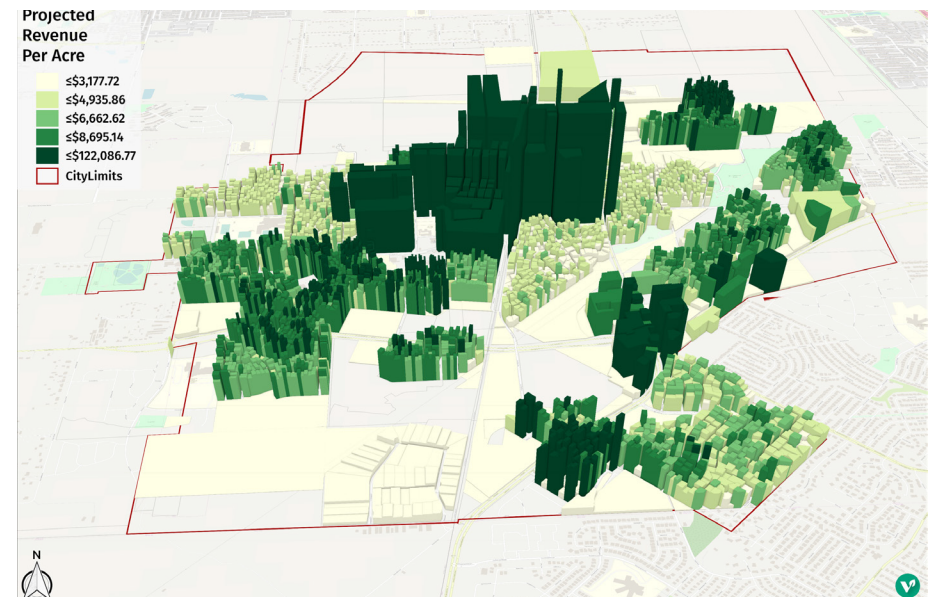 Projected
Revenue
Per Acre
≤$3,177.72
≤$4,935.86
≤$6,662.62
≤$8,695.14
≤$122,086.77
CityLimits
N